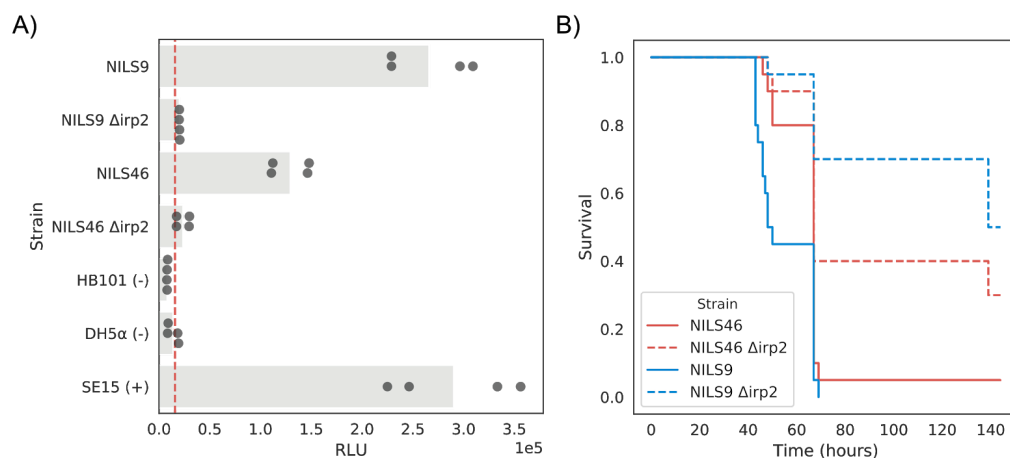 A)
Strain
NILS9
NILS9 Δirp2
NILS46
NILS46 Δirp2
HB101 (-)
DH5α (-)
SE15 (+)
0.0 0.5 1.0 1.5 2.0 2.5 3.0 3.5
1e5
RLU
B)
Survival
1.0
0.8
0.6
0.4
0.2
0.0
Strain
NILS46
NILS46 Δirp2
NILS9
NILS9 Δirp2
0 20 40 60 80 100 120 140
Time (hours)